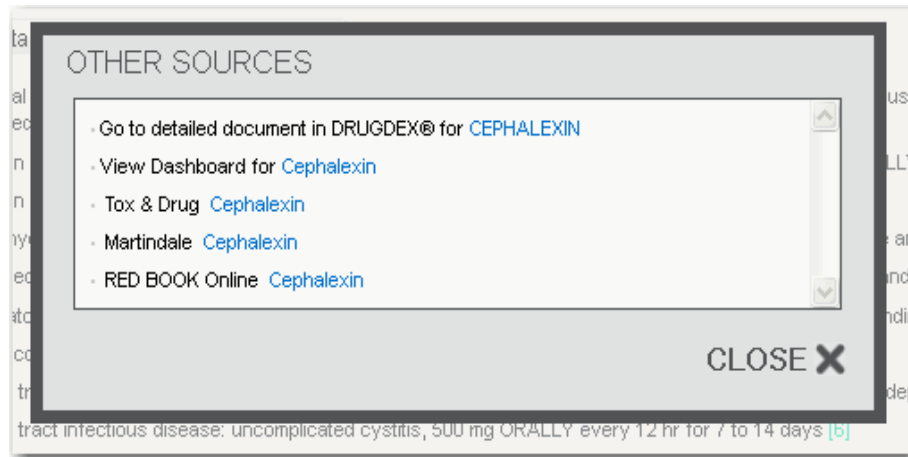 OTHER SOURCES
Go to detailed document in DRUGDEX® for CEPHALEXIN
View Dashboard for Cephalexin
Tox & Drug Cephalexin
Martindale Cephalexin
RED BOOK Online Cephalexin
CLOSE
tract infectious disease: uncomplicated cystitis, 500 mg ORALLY every 12 hr for 7 to 14 days [6]